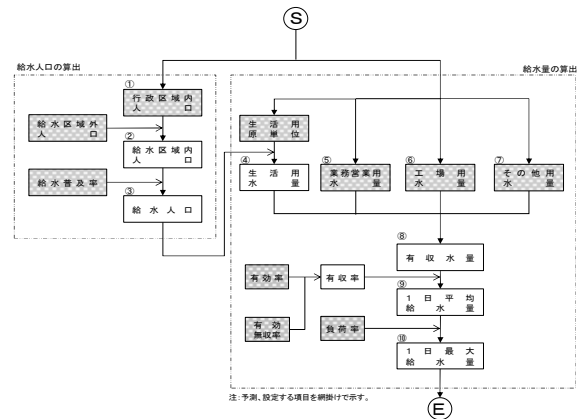 S
給水人口の算出
給水量の算出
①
行政区域内
人口
給水区域外
人口
②
給水区域内
人口
給水普及率
③
給水人口
生活用
原単位
④
生活用
水量
⑤
業務営業用
水量
⑥
工場用
水量
⑦
その他用
水量
⑧
有収水量
有効率
有収率
⑨
1日平均
給水量
有効
無収率
負荷率
⑩
1日最大
給水量
注:予測、設定する項目を網掛けで示す。
E